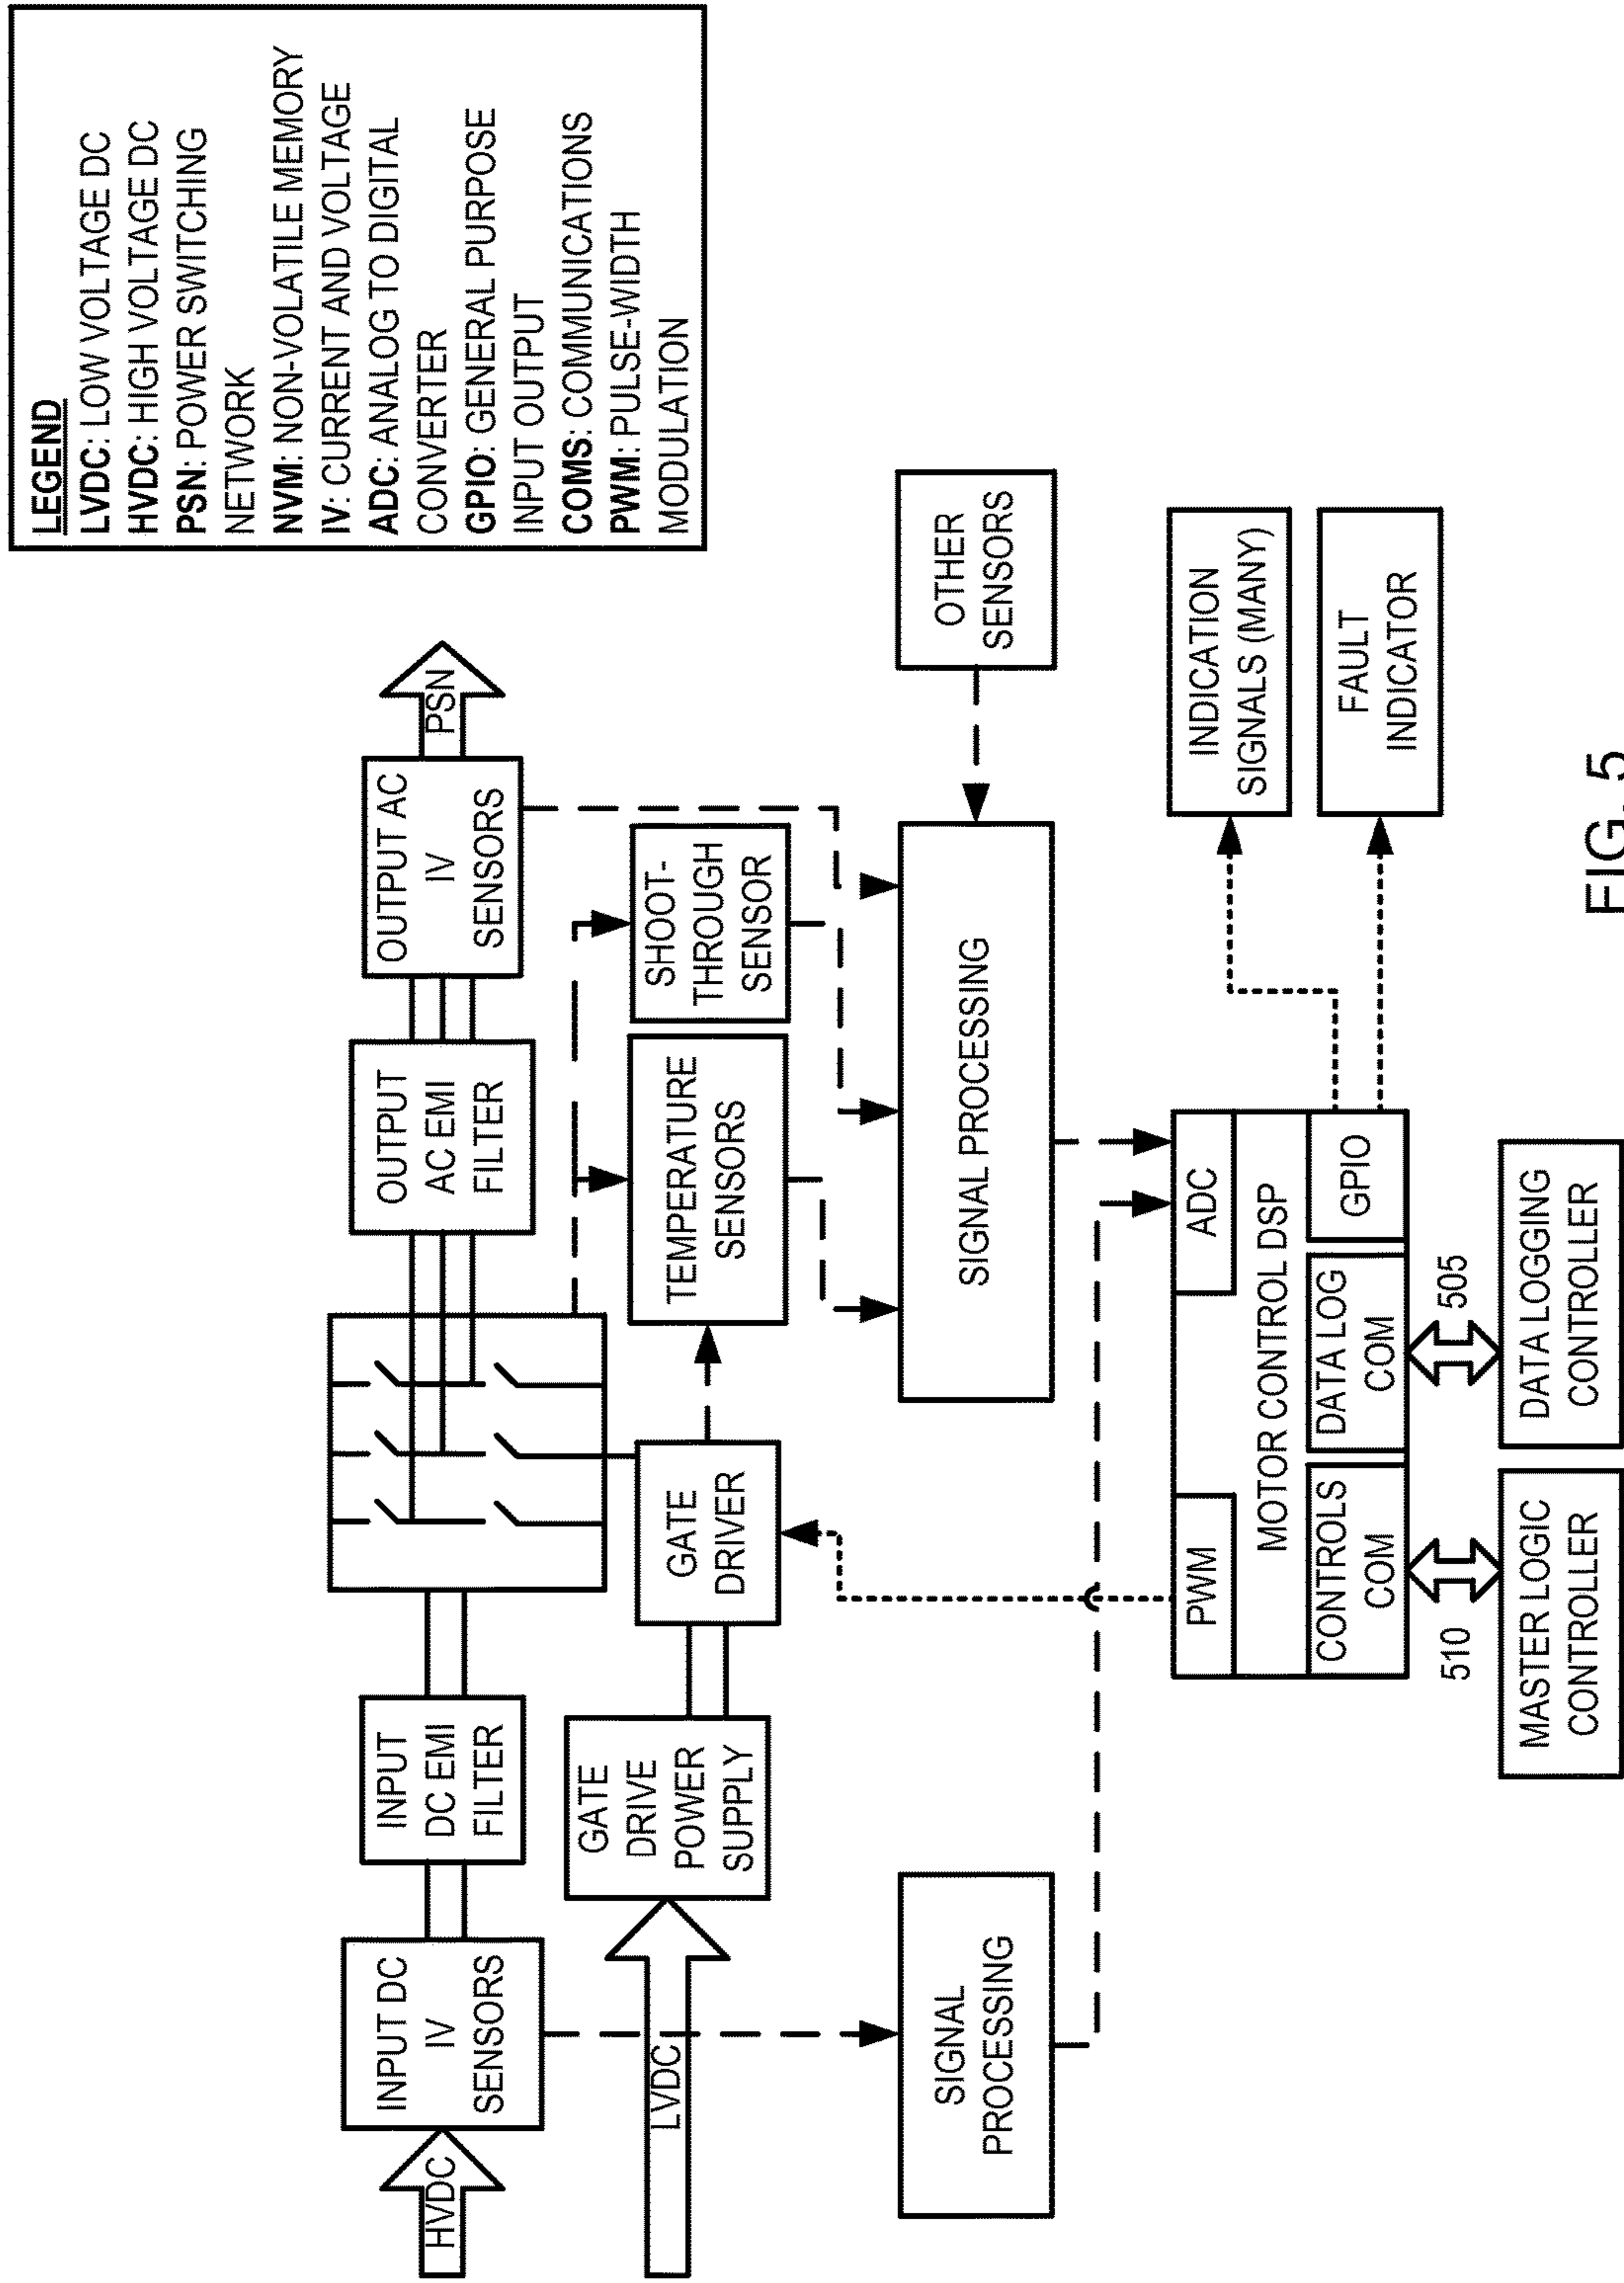 LEGEND
LVDC: LOW VOLTAGE DC
HVDC: HIGH VOLTAGE DC
PSN: POWER SWITCHING
NETWORK
NVM: NON-VOLATILE MEMORY
IV: CURRENT AND VOLTAGE
ADC: ANALOG TO DIGITAL
CONVERTER
GPIO: GENERAL PURPOSE
INPUT OUTPUT
COMS: COMMUNICATIONS
PWM: PULSE-WIDTH
MODULATION
HVDC
INPUT DC
IV
SENSORS
INPUT
DC EMI
FILTER
OUTPUT
AC EMI
FILTER
OUTPUT AC
IV
SENSORS
PSN
LVDC
GATE
DRIVE
POWER
SUPPLY
GATE
DRIVER
TEMPERATURE
SENSORS
SHOOT-
THROUGH
SENSOR
SIGNAL
PROCESSING
SIGNAL PROCESSING
OTHER
SENSORS
PWM
ADC
MOTOR CONTROL DSP
CONTROLS
COM
DATA LOG
COM
GPIO
INDICATION
SIGNALS (MANY)
FAULT
INDICATOR
510
505
MASTER LOGIC
CONTROLLER
DATA LOGGING
CONTROLLER
FIG. 5